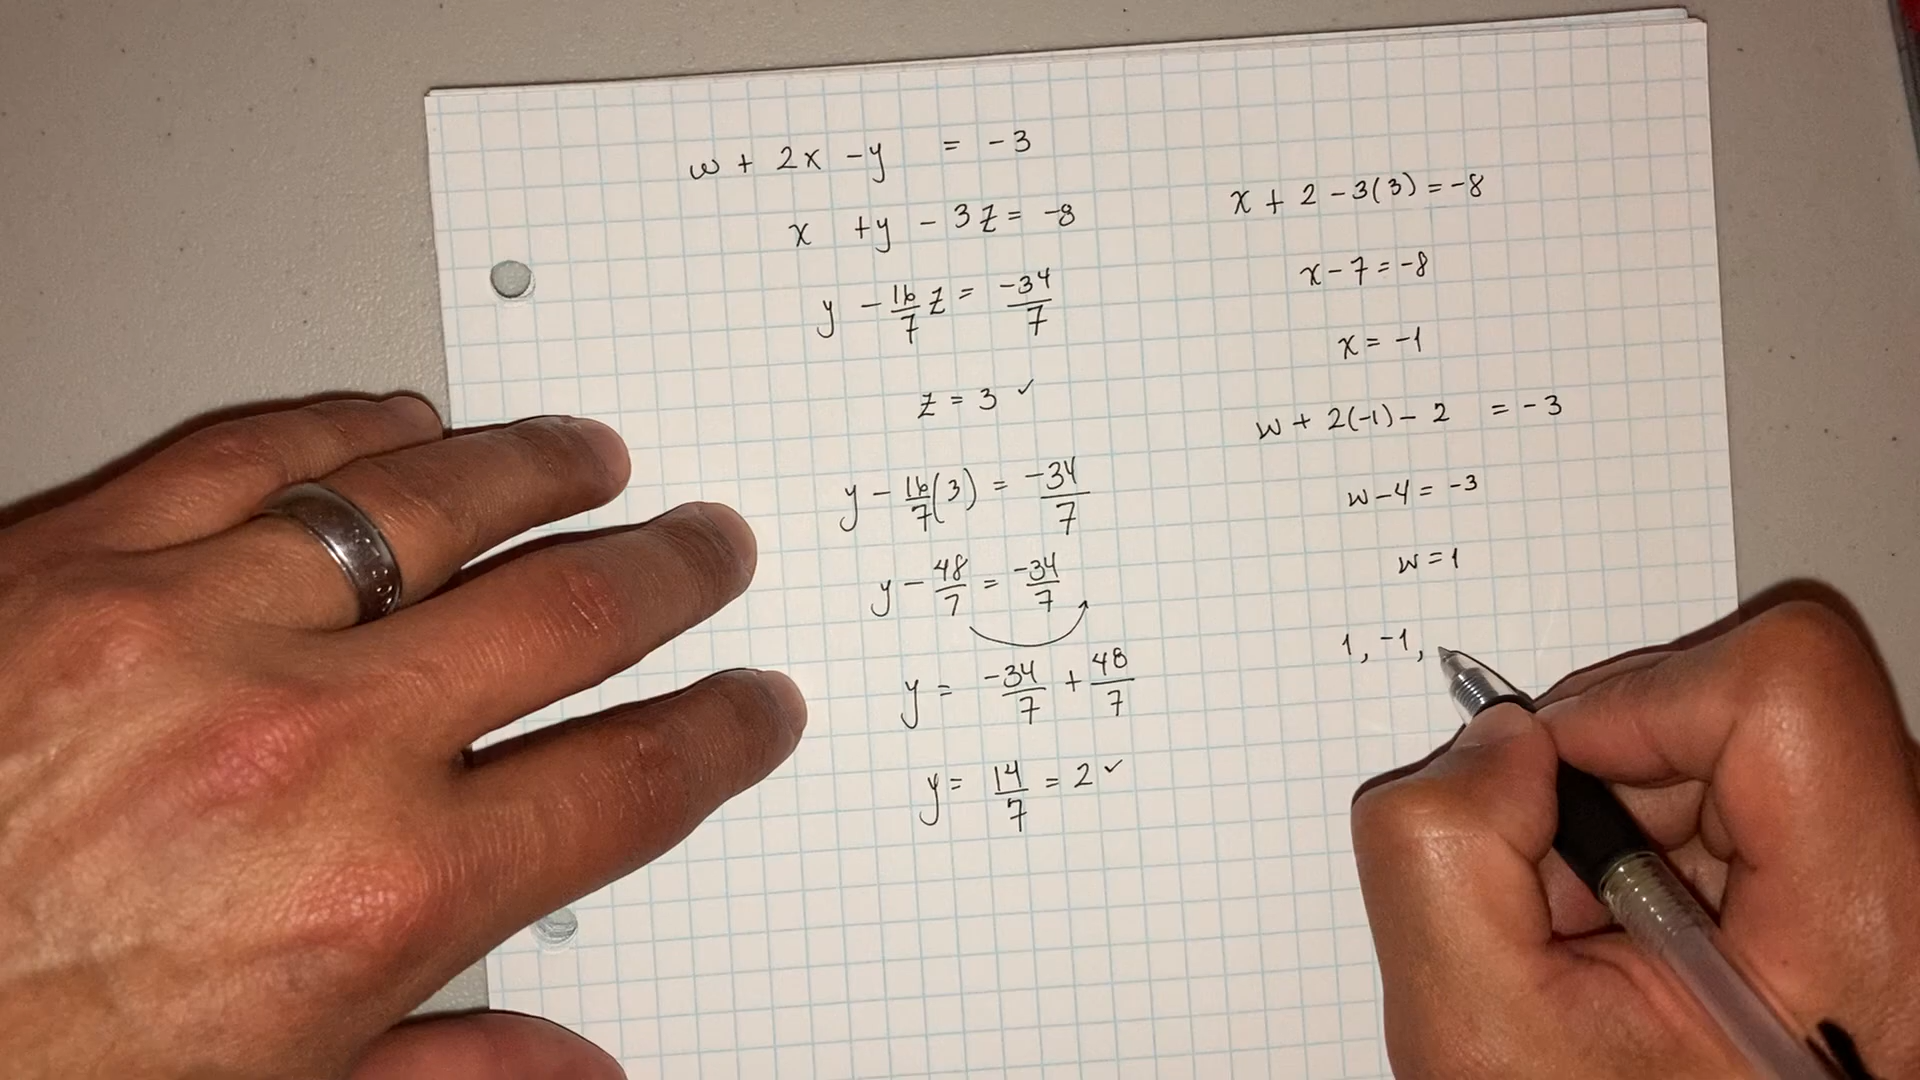 w + 2x - y = -3
x + y - 3z = -8
y - 16/7 z = -34/7
z = 3 ✓
y - 16/7 (3) = -34/7
y - 48/7 = -34/7
y = -34/7 + 48/7
y = 14/7 = 2 ✓
x + 2 - 3(3) = -8
x - 7 = -8
x = -1
w + 2(-1) - 2 = -3
w - 4 = -3
w = 1
1, -1,